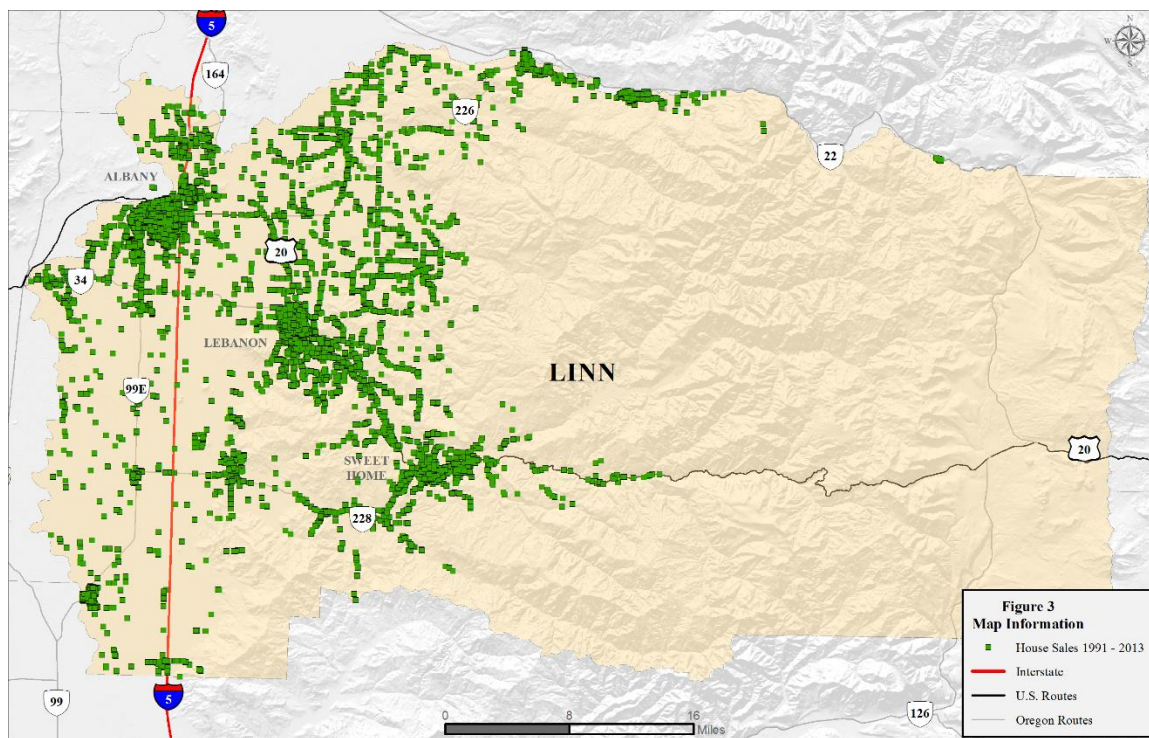 5
164
N
W
E
S
226
22
ALBANY
20
34
LEBANON
LINN
99E
SWEET
HOME
20
228
Figure 3
Map Information
House Sales 1991 - 2013
Interstate
U.S. Routes
Oregon Routes
99
5
0 8 16
Miles
126